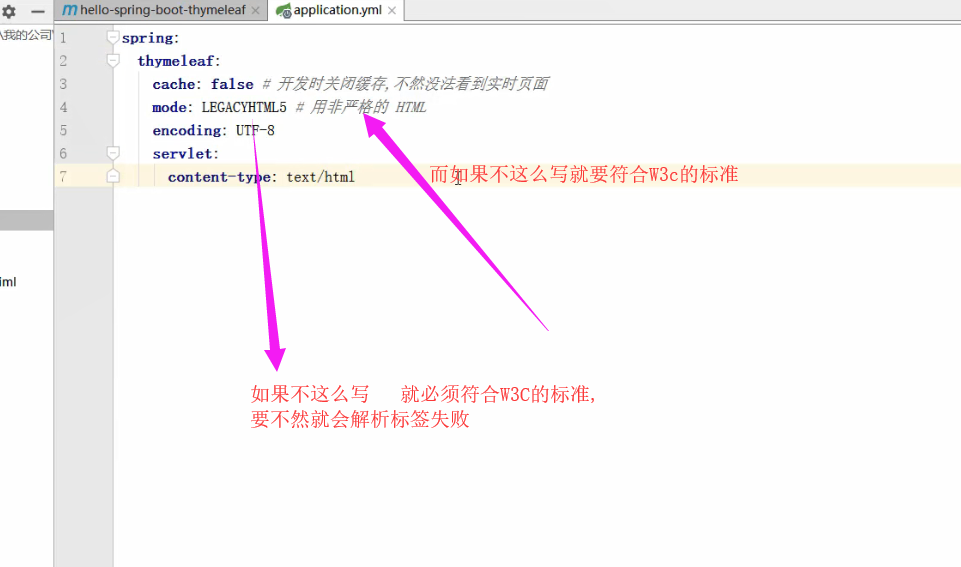 hello-spring-boot-thymeleaf
application.yml
\我的公司\
1 spring:
2 thymeleaf:
3 cache: false # 开发时关闭缓存,不然没法看到实时页面
4 mode: LEGACYHTML5 # 用非严格的 HTML
5 encoding: UTF-8
6 servlet:
7 content-type: text/html
而如果不这么写就要符合W3c的标准
iml
如果不这么写 就必须符合W3C的标准,
要不然就会解析标签失败